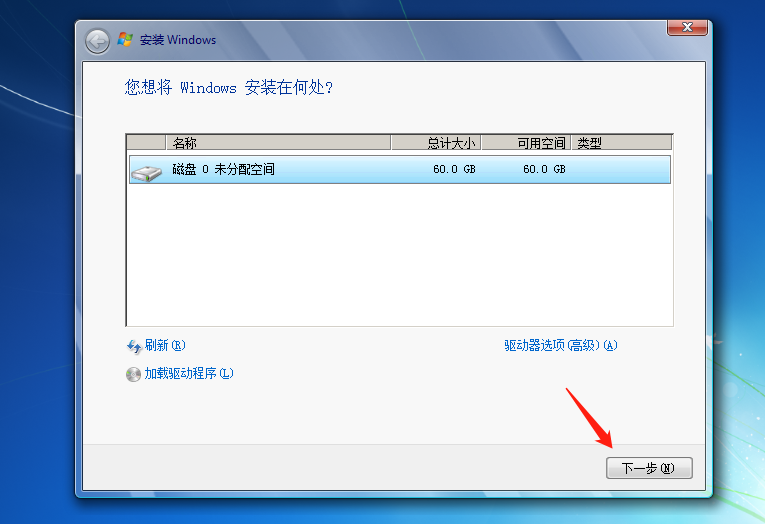 安装 Windows
您想将 Windows 安装在何处?
名称 总计大小 可用空间 类型
磁盘 0 未分配空间 60.0 GB 60.0 GB
刷新(R) 驱动器选项(高级)(A)
加载驱动程序(L)
下一步(N)